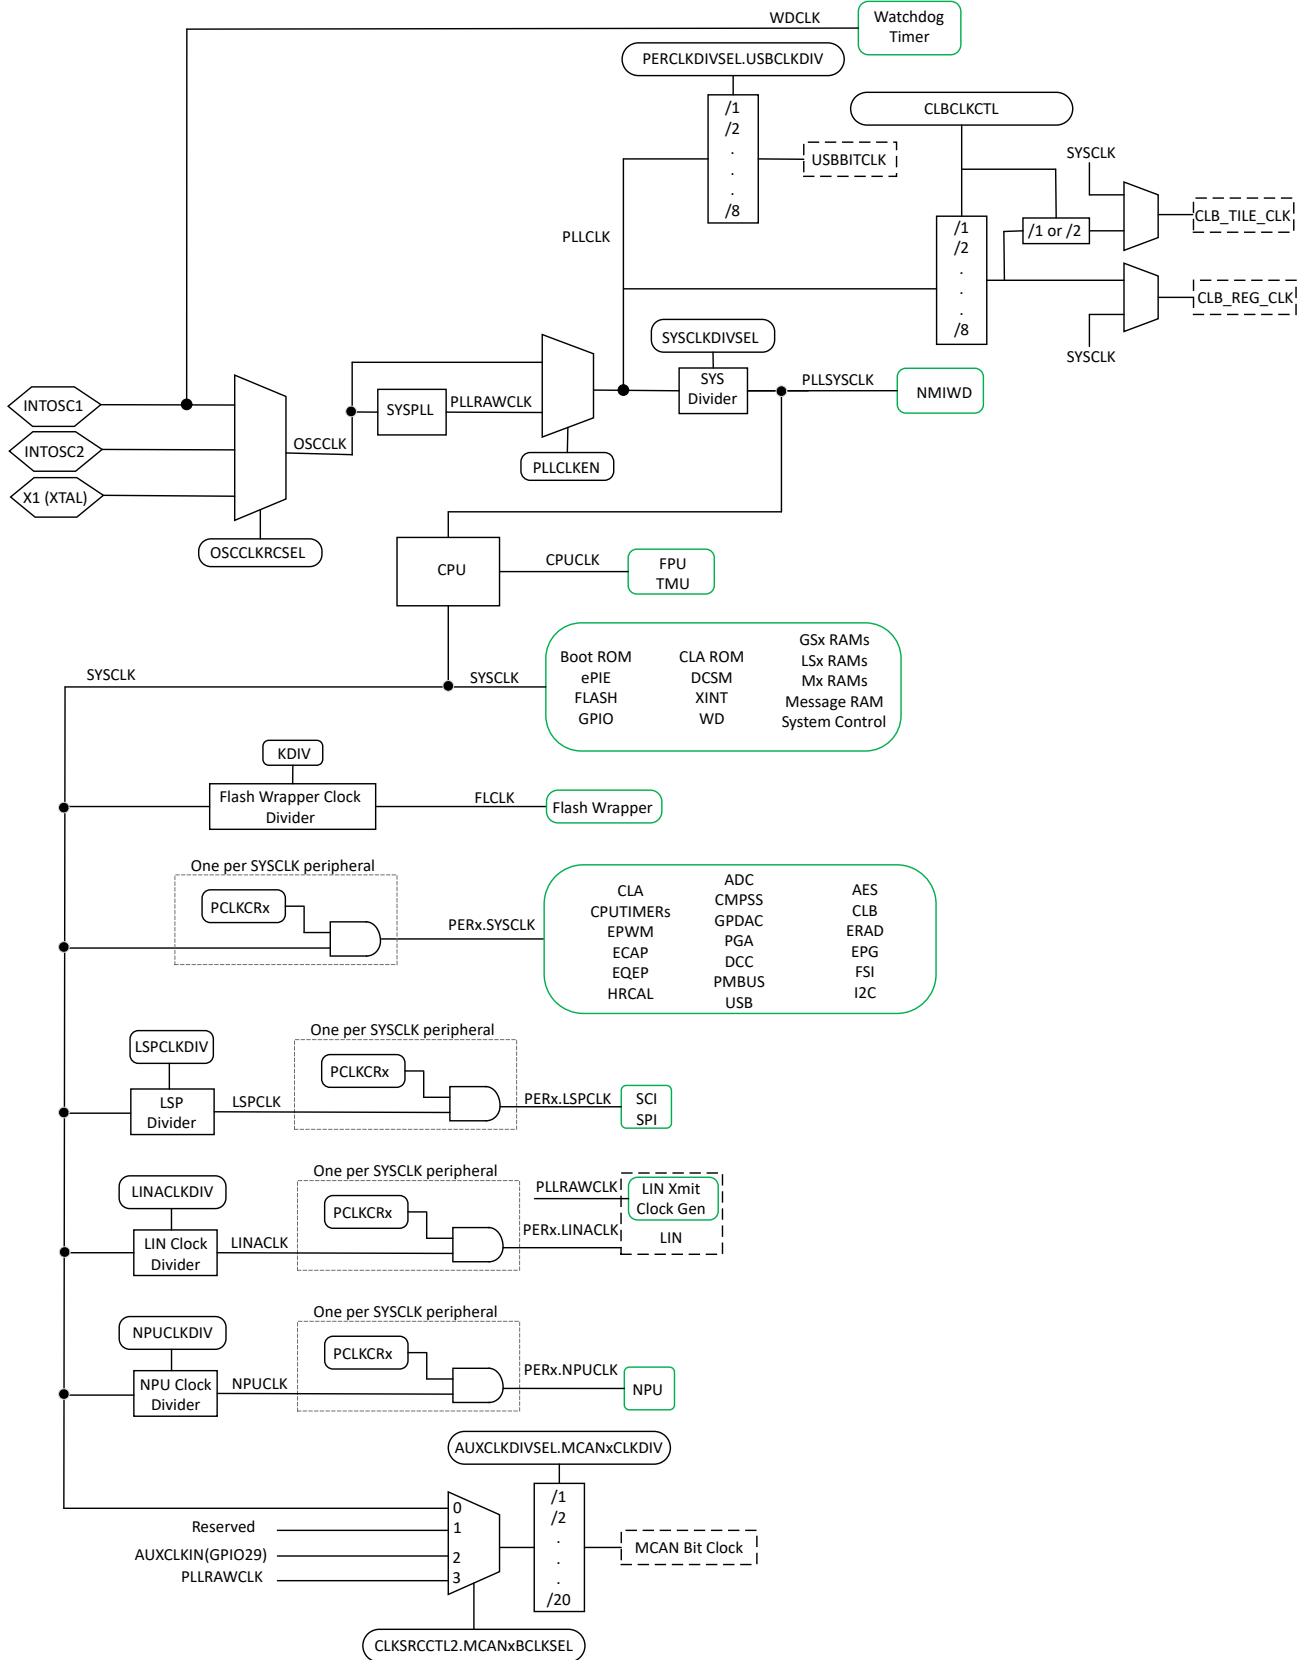 WDCLK
Watchdog
Timer
PERCLKDIVSEL.USBCLKDIV
/1
/2
.
.
.
/8
USBBITCLK
CLBCLKCTL
SYSCLK
/1
/2
.
.
.
/8
/1 or /2
CLB_TILE_CLK
CLB_REG_CLK
SYSCLK
PLLCLK
SYSCLKDIVSEL
SYS
Divider
PLLSYSCLK
NMIWD
INTOSC1
INTOSC2
X1 (XTAL)
OSCCLK
SYSPLL
PLLRAWCLK
PLLCLKEN
OSCCLKRCSEL
CPU
CPUCLK
FPU
TMU
SYSCLK
SYSCLK
Boot ROM
ePIE
FLASH
GPIO
CLA ROM
DCSM
XINT
WD
GSx RAMs
LSx RAMs
Mx RAMs
Message RAM
System Control
KDIV
Flash Wrapper Clock
Divider
FLCLK
Flash Wrapper
One per SYSCLK peripheral
PCLKCRx
PERx.SYSCLK
CLA
CPUTIMERs
EPWM
ECAP
EQEP
HRCAL
ADC
CMPSS
GPDAC
PGA
DCC
PMBUS
USB
AES
CLB
ERAD
EPG
FSI
I2C
LSPCLKDIV
LSP
Divider
LSPCLK
One per SYSCLK peripheral
PCLKCRx
PERx.LSPCLK
SCI
SPI
LINACLKDIV
LIN Clock
Divider
LINACLK
One per SYSCLK peripheral
PCLKCRx
PLLRAWCLK
PERx.LINACLK
LIN Xmit
Clock Gen
LIN
NPUCLKDIV
NPU Clock
Divider
NPUCLK
One per SYSCLK peripheral
PCLKCRx
PERx.NPUCLK
NPU
AUXCLKDIVSEL.MCANxCLKDIV
0
Reserved
1
AUXCLKIN(GPIO29)
2
PLLRAWCLK
3
/1
/2
.
.
.
/20
MCAN Bit Clock
CLKSRCCTL2.MCANxBCLKSEL